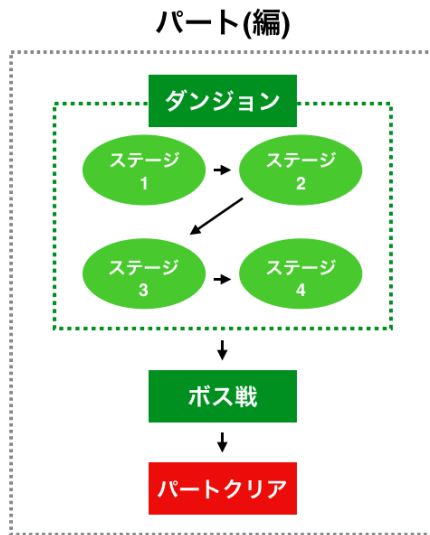 パート(編)
ダンジョン
ステージ
1
ステージ
2
ステージ
3
ステージ
4
ボス戦
パートクリア